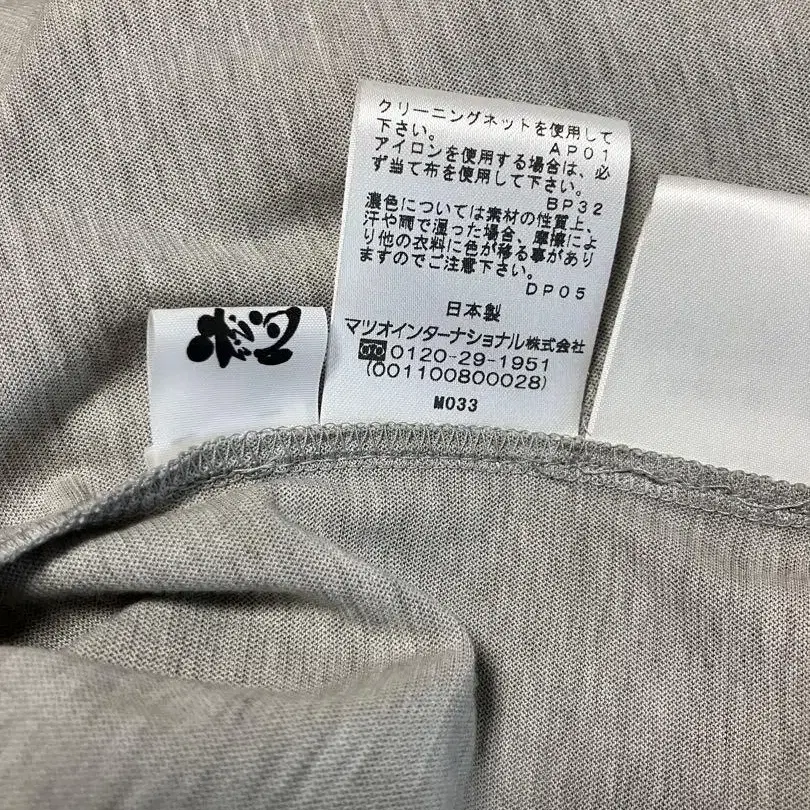 クリーニングネットを使用して
下さい。
AP01
アイロンを使用する場合は、必
ず当て布を使用して下さい。
BP32
濃色については素材の性質上、
汗や雨で湿った場合、摩擦によ
り他の衣料に色が移る事があり
ますのでご注意下さい。
DP05
日本製
マツオインターナショナル株式会社
0120-29-1951
(001100800028)
M033